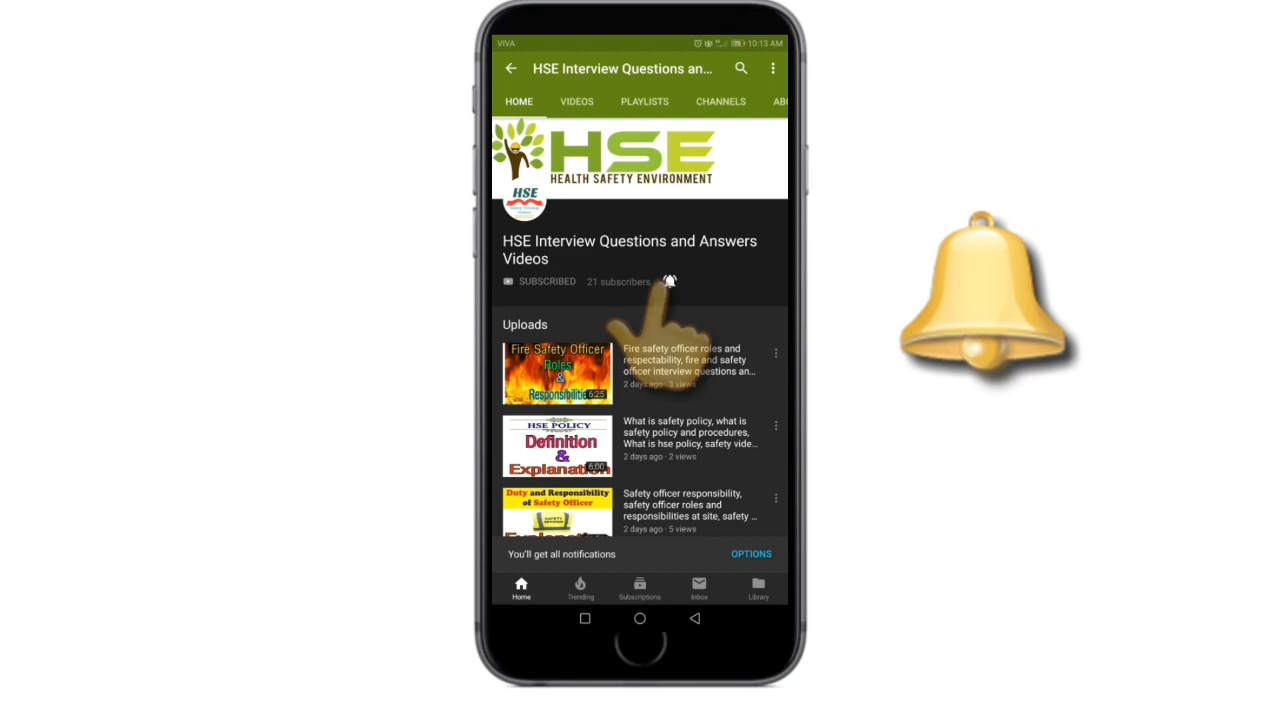 VIVA
10:13 AM
HSE Interview Questions an...
HOME VIDEOS PLAYLISTS CHANNELS ABO
HSE
HEALTH SAFETY ENVIRONMENT
HSE
HSE Interview Questions and Answers
Videos
SUBSCRIBED 21 subscribers
Uploads
Fire Safety Officer
Roles
&
Responsibilitie
6:25
Fire safety officer roles and
respectability, fire and safety
officer interview questions an...
2 days ago · 3 views
HSE POLICY
Definition
&
Explanation
6:00
What is safety policy, what is
safety policy and procedures,
What is hse policy, safety vide...
2 days ago · 2 views
Duty and Responsibility
of Safety Officer
SAFETY
OFFICER
Safety officer responsibility,
safety officer roles and
responsibilities at site, safety ...
2 days ago · 5 views
You'll get all notifications OPTIONS
Home Trending Subscriptions Inbox Library